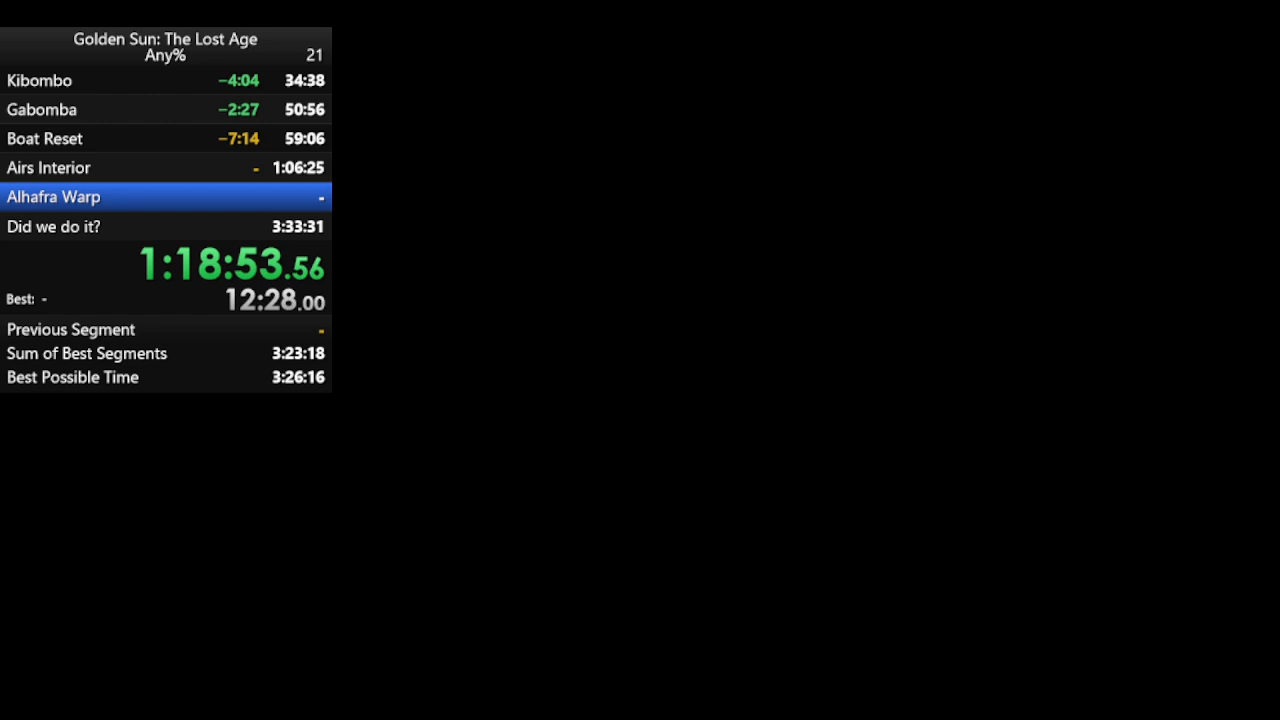 Golden Sun: The Lost Age
Any% 21
Kibombo −4:04 34:38
Gabomba −2:27 50:56
Boat Reset −7:14 59:06
Airs Interior - 1:06:25
Alhafra Warp -
Did we do it? 3:33:31
1:18:53.56
Best: - 12:28.00
Previous Segment -
Sum of Best Segments 3:23:18
Best Possible Time 3:26:16